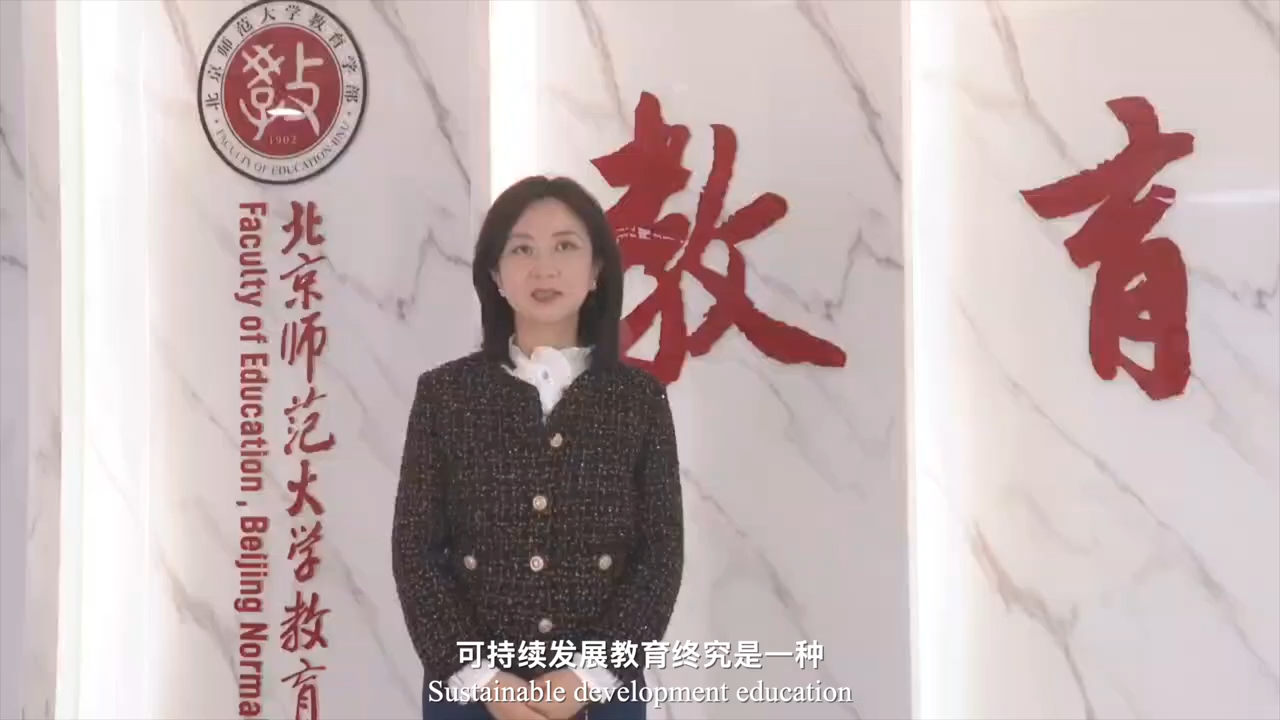 北京师范大学教育学部
1902
FACULTY OF EDUCATION-BNU
北京师范大学教育
Faculty of Education , Beijing Norma
教育
可持续发展教育终究是一种
Sustainable development education